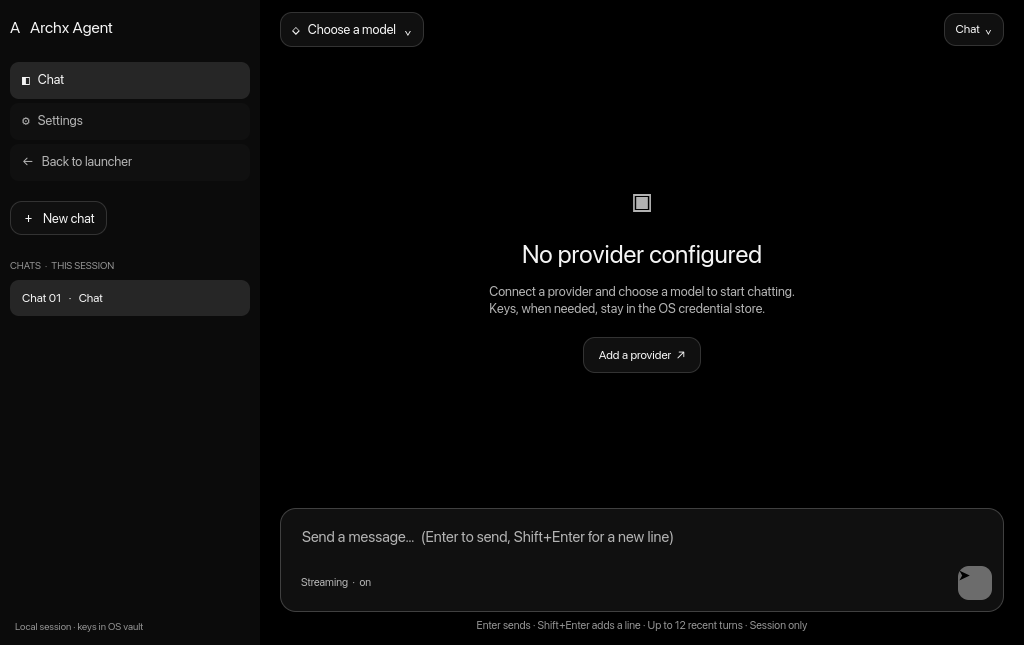 A Archx Agent
Chat
Settings
← Back to launcher
+ New chat
CHATS · THIS SESSION
Chat 01 · Chat
Local session · keys in OS vault
Choose a model
Chat
No provider configured
Connect a provider and choose a model to start chatting.
Keys, when needed, stay in the OS credential store.
Add a provider ↗
Send a message... (Enter to send, Shift+Enter for a new line)
Streaming · on
Enter sends · Shift+Enter adds a line · Up to 12 recent turns · Session only